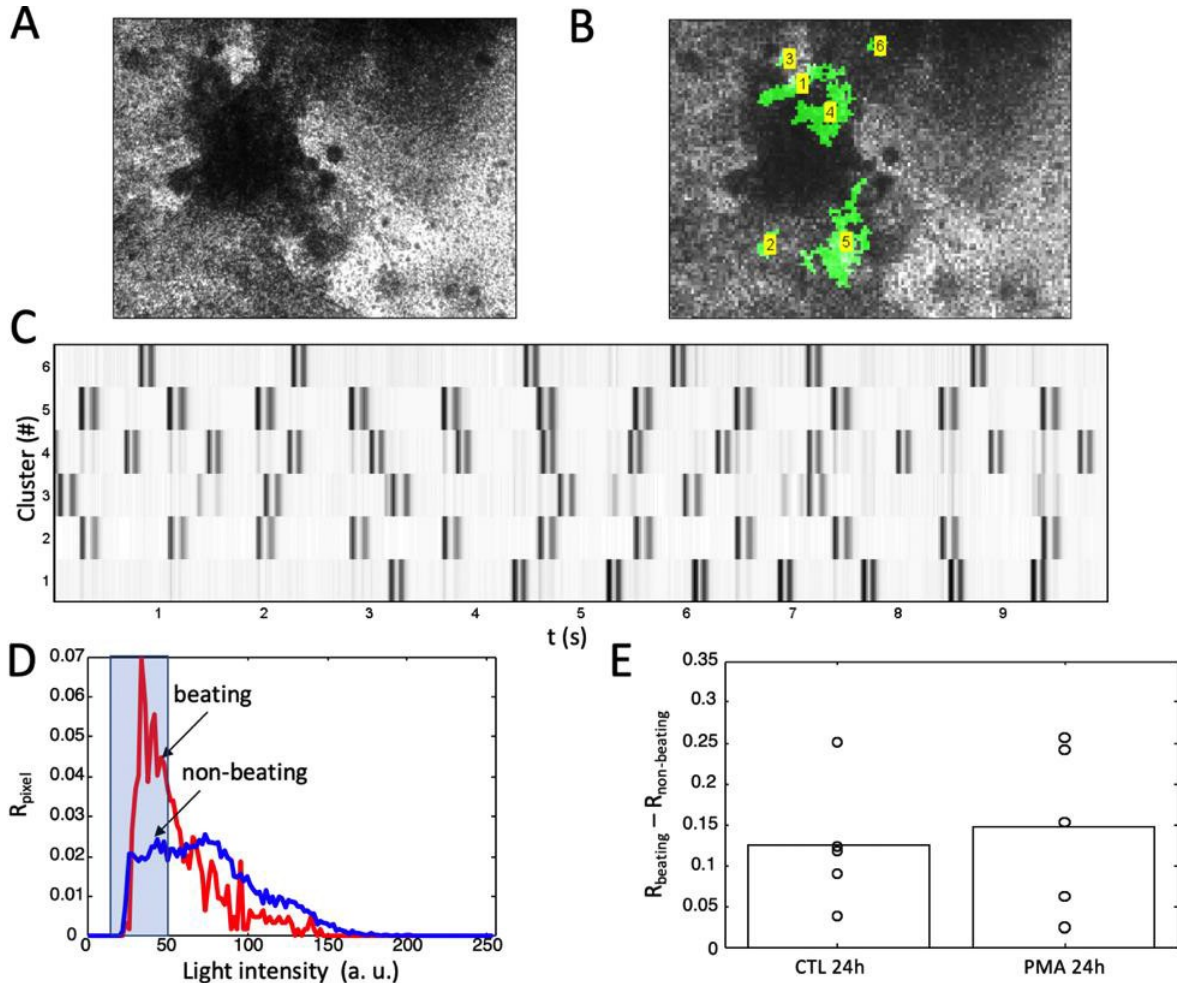 A
B
3
6
1
4
2
5
C
Cluster (#)
6
5
4
3
2
1
1 2 3 4 5 6 7 8 9
t (s)
D
R_pixel
0.07
0.06
0.05
0.04
0.03
0.02
0.01
0
beating
non-beating
0 50 100 150 200 250
Light intensity (a. u.)
E
R_beating – R_non-beating
0.35
0.3
0.25
0.2
0.15
0.1
0.05
0
CTL 24h PMA 24h